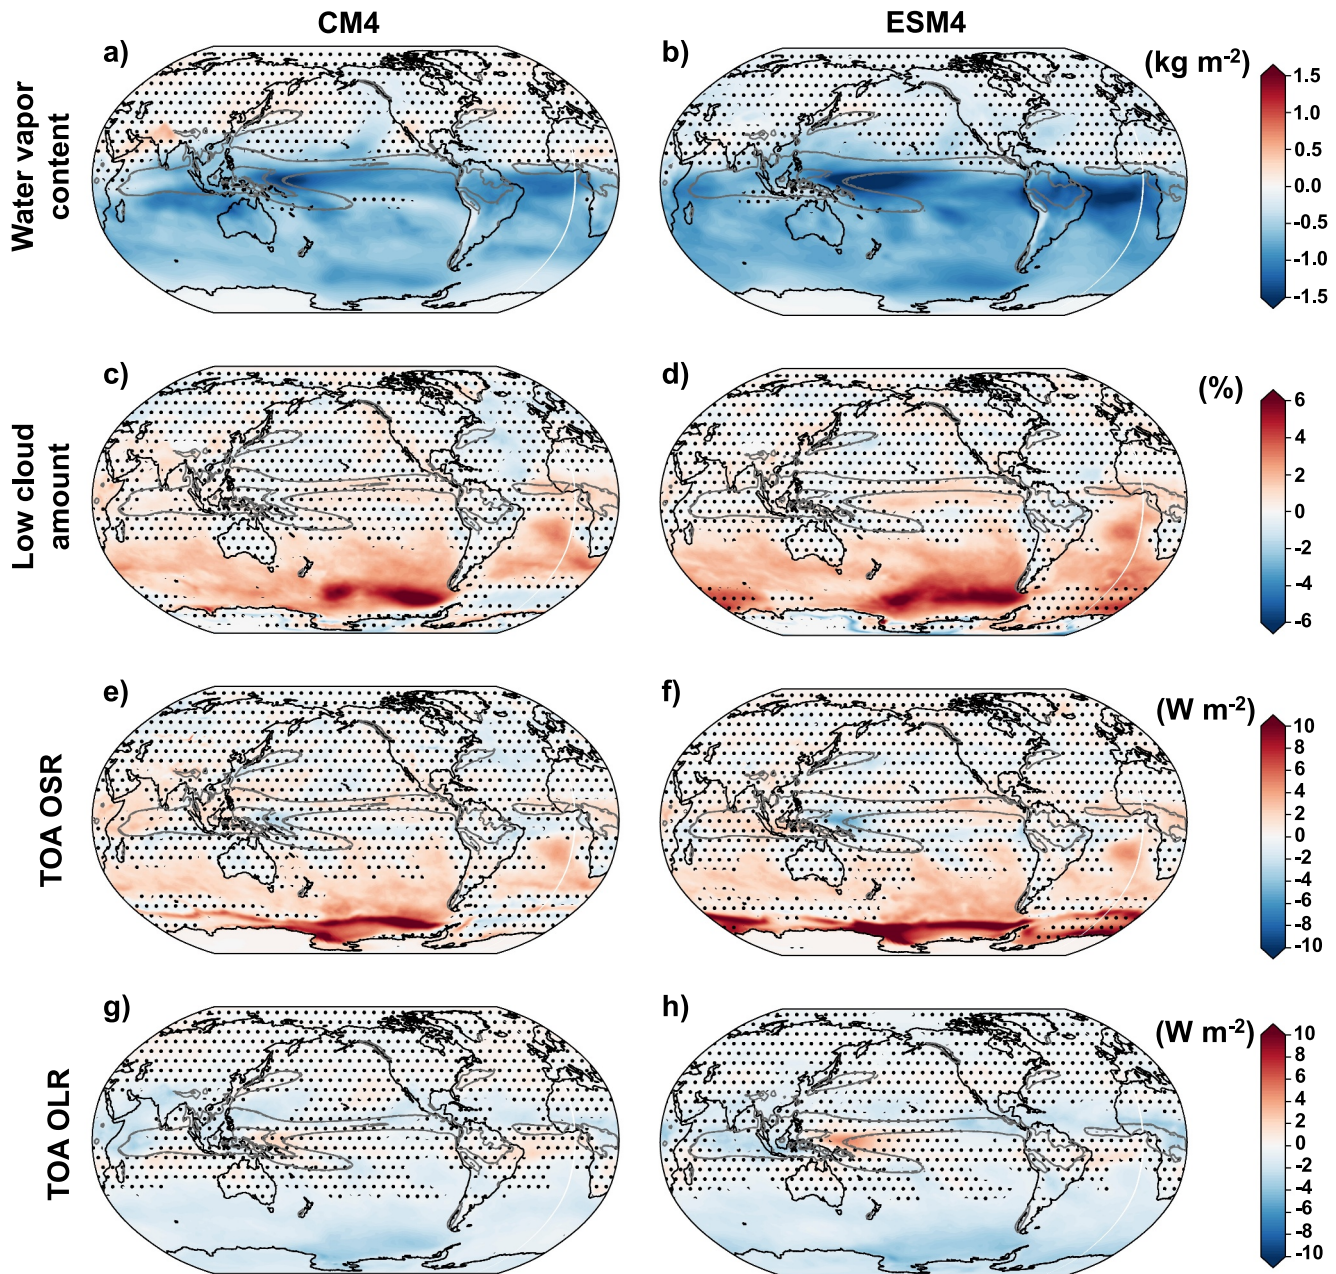 CM4
ESM4
Water vapor
content
a)
b)
(kg m-2)
1.5
1.0
0.5
0.0
-0.5
-1.0
-1.5
Low cloud
amount
c)
d)
(%)
6
4
2
0
-2
-4
-6
TOA OSR
e)
f)
(W m-2)
10
8
6
4
2
0
-2
-4
-6
-8
-10
TOA OLR
g)
h)
(W m-2)
10
8
6
4
2
0
-2
-4
-6
-8
-10